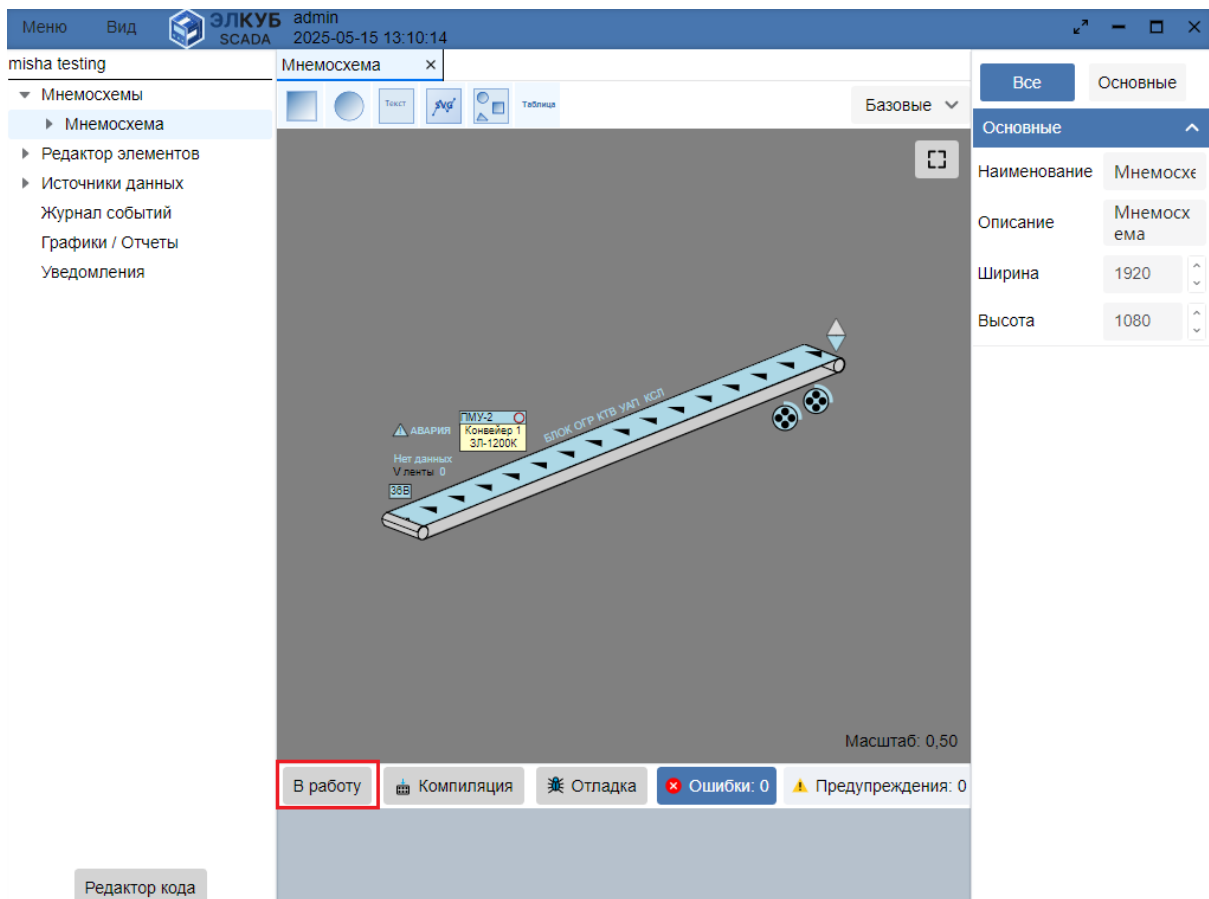 Меню Вид ЭЛКУБ admin
SCADA 2025-05-15 13:10:14
misha testing
Мнемосхемы
Мнемосхема
Редактор элементов
Источники данных
Журнал событий
Графики / Отчеты
Уведомления
Редактор кода
Мнемосхема
Текст svg Таблица Базовые
БЛОК ОГР КТВ УАП КСЛ
ПМУ-2
АВАРИЯ Конвейер 1
ЗЛ-1200К
Нет данных
V ленты 0
36В
Масштаб: 0,50
В работу Компиляция Отладка Ошибки: 0 Предупреждения: 0
Все Основные
Основные
Наименование Мнемосхе
Описание Мнемосх
ема
Ширина 1920
Высота 1080